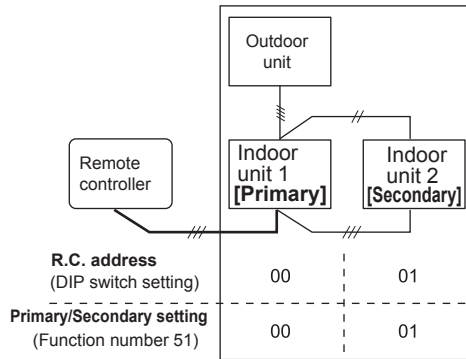 Outdoor
unit
Remote
controller
Indoor
unit 1
[Primary]
Indoor
unit 2
[Secondary]
R.C. address
(DIP switch setting)
00
01
Primary/Secondary setting
(Function number 51)
00
01